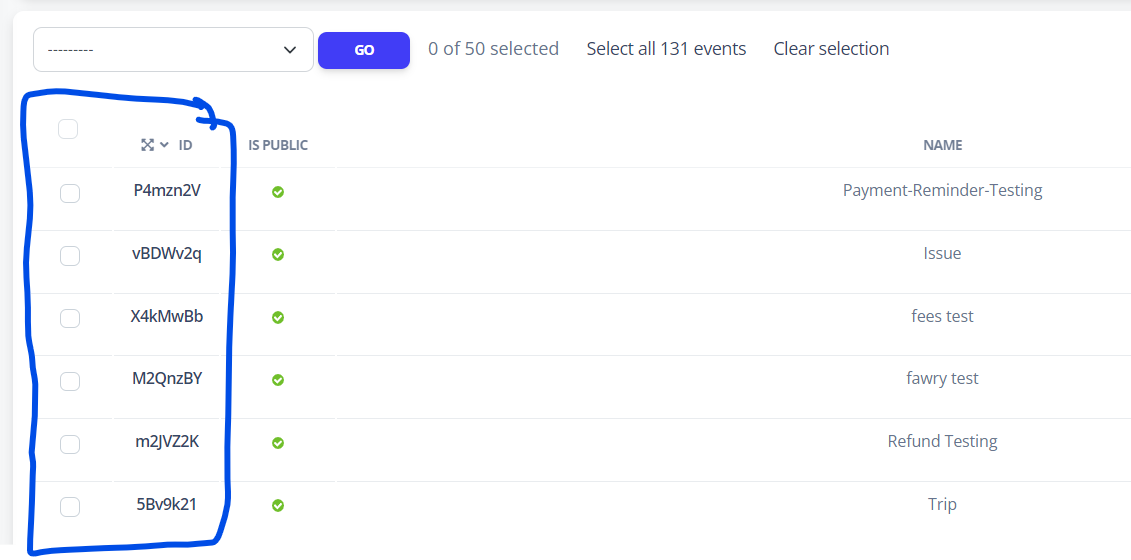 ---------
GO
0 of 50 selected
Select all 131 events
Clear selection
ID IS PUBLIC NAME
P4mzn2V Payment-Reminder-Testing
vBDWv2q Issue
X4kMwBb fees test
M2QnzBY fawry test
m2JVZ2K Refund Testing
5Bv9k21 Trip